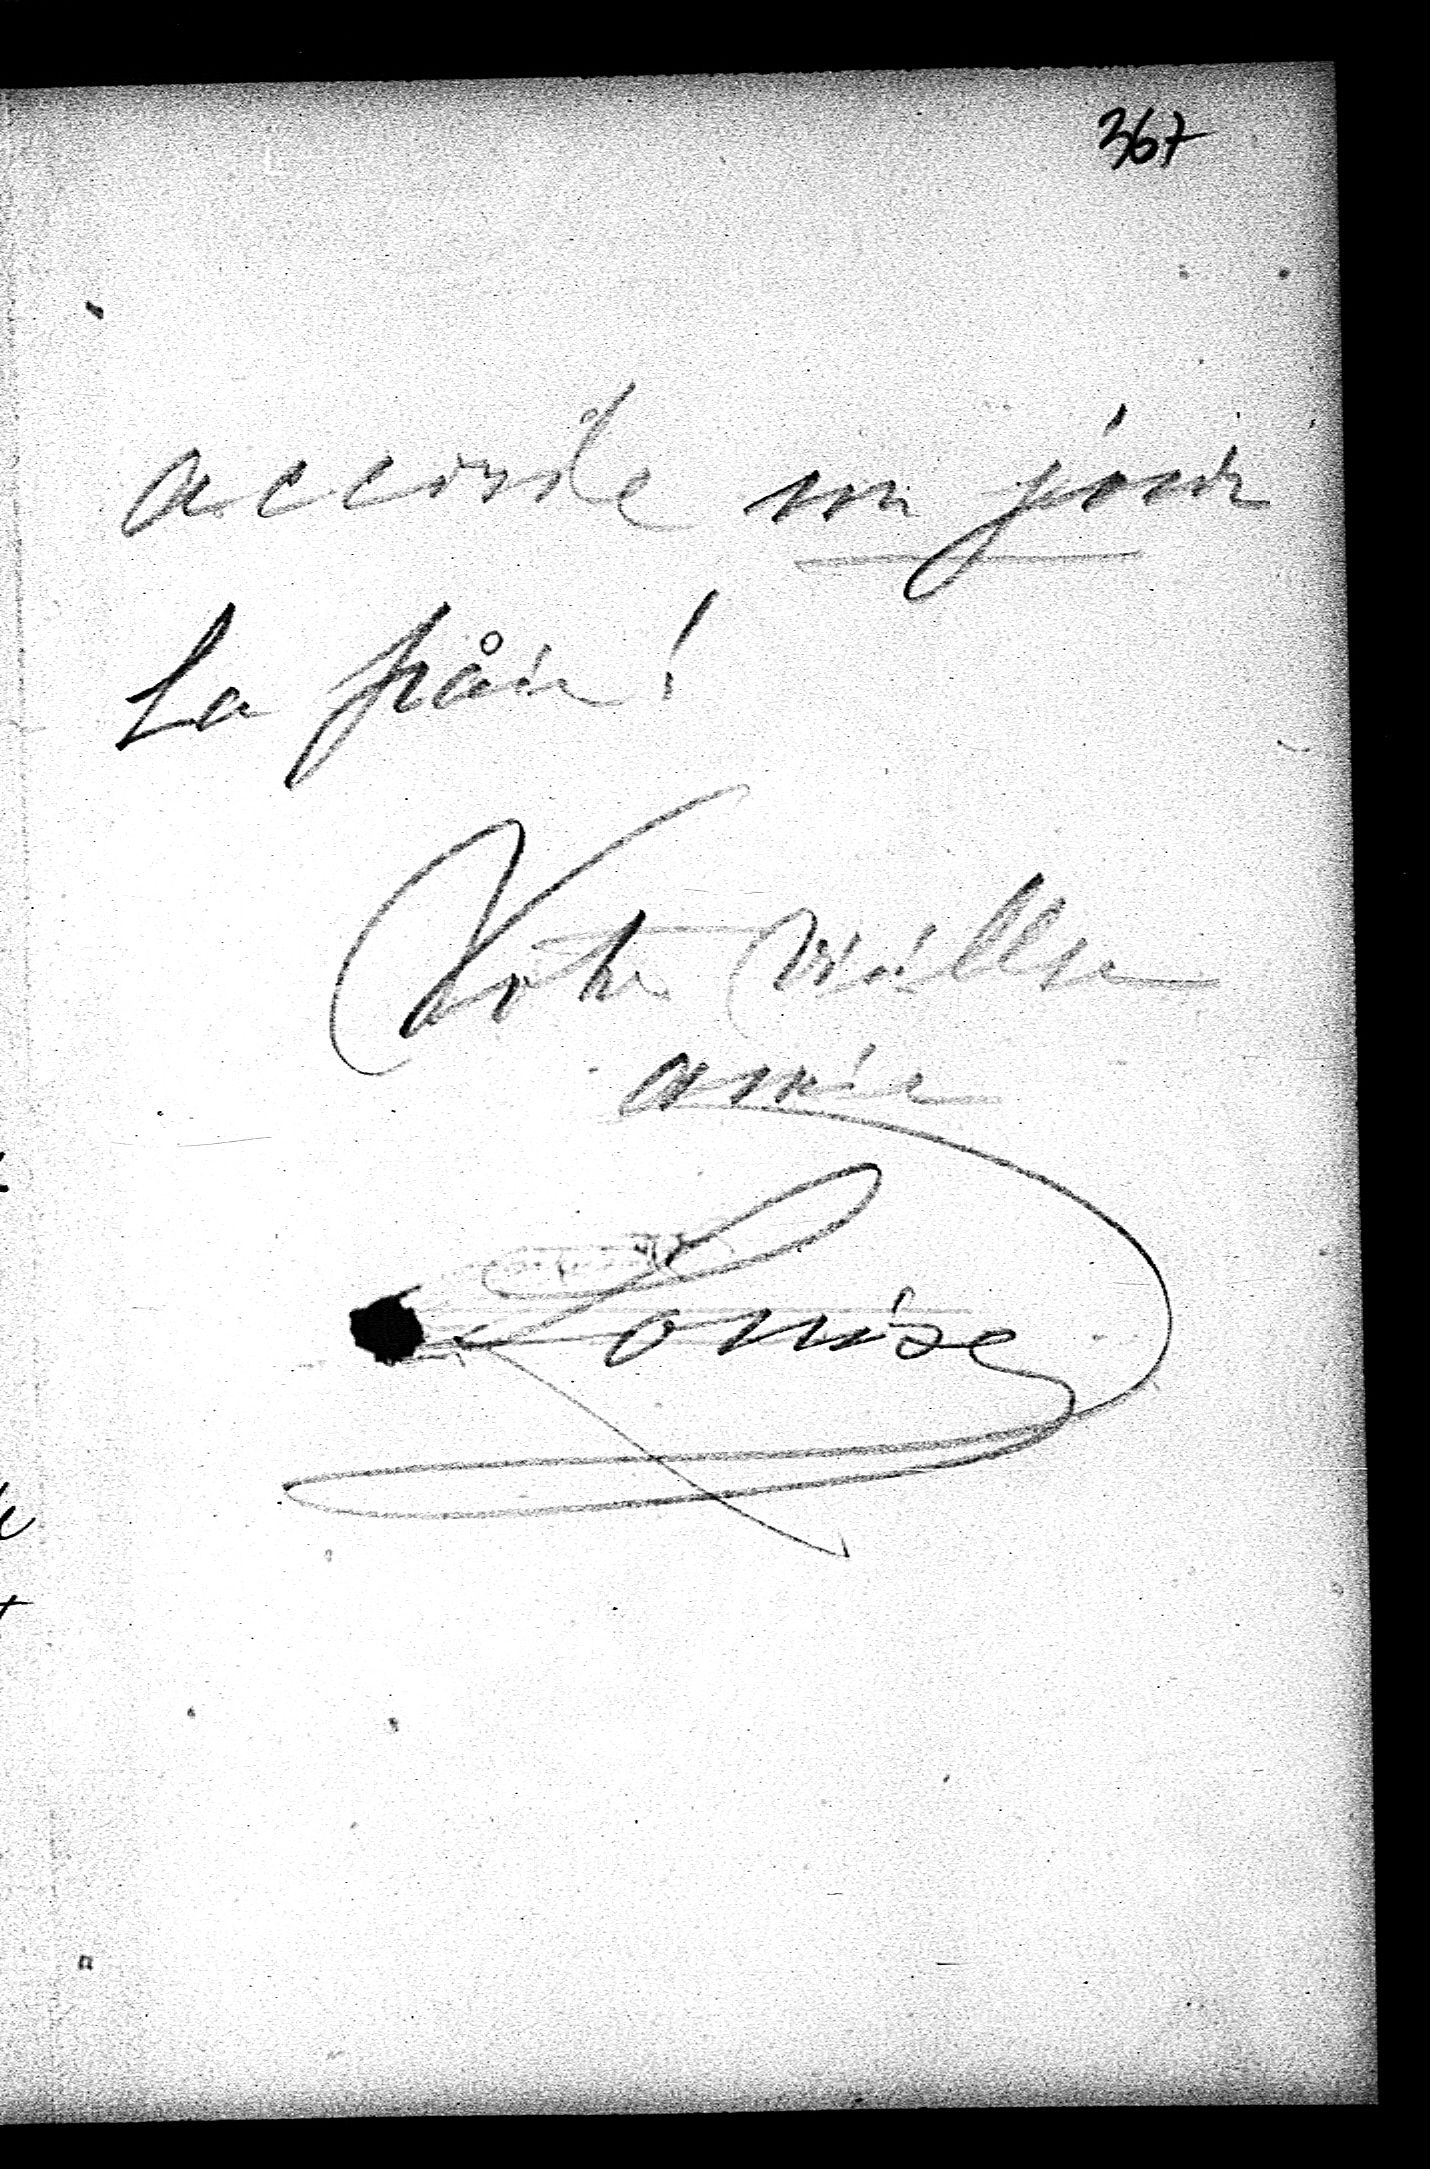 367
accorde un jour
La paix!
Votre vieille
amie
Louise